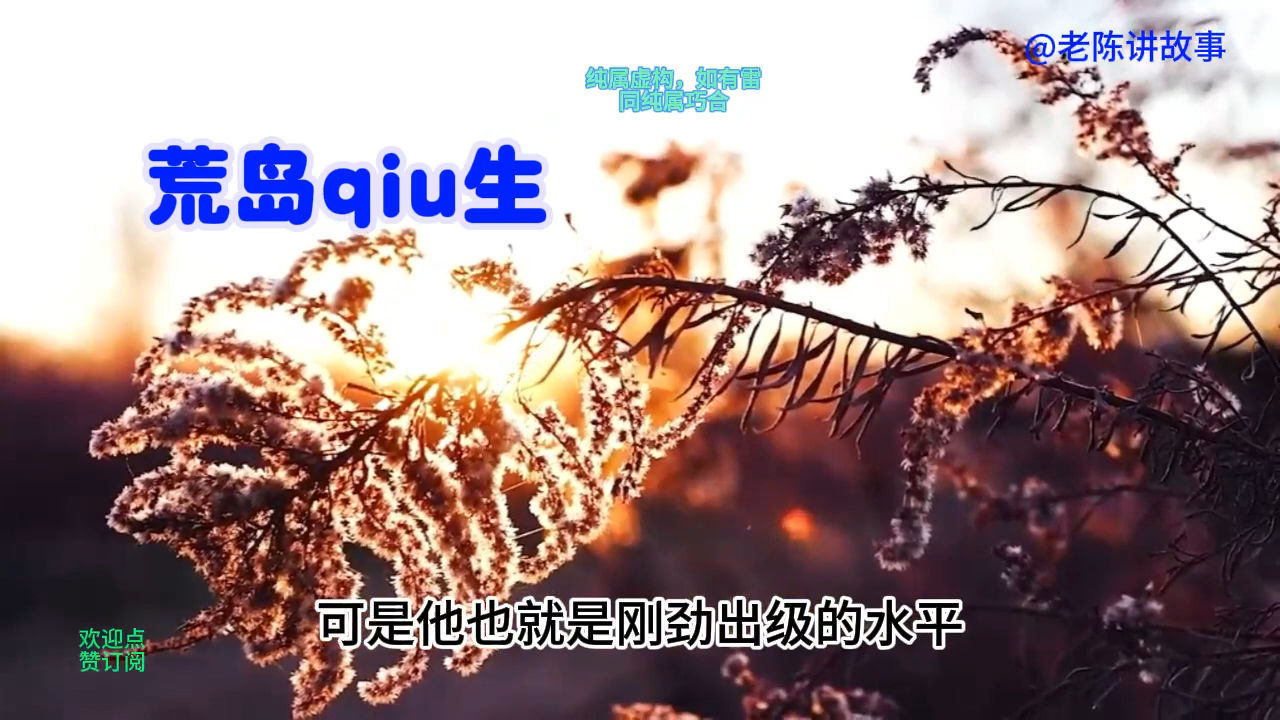 @老陈讲故事
纯属虚构，如有雷
同纯属巧合
荒岛qiu生
可是他也就是刚劲出级的水平
欢迎点
赞订阅